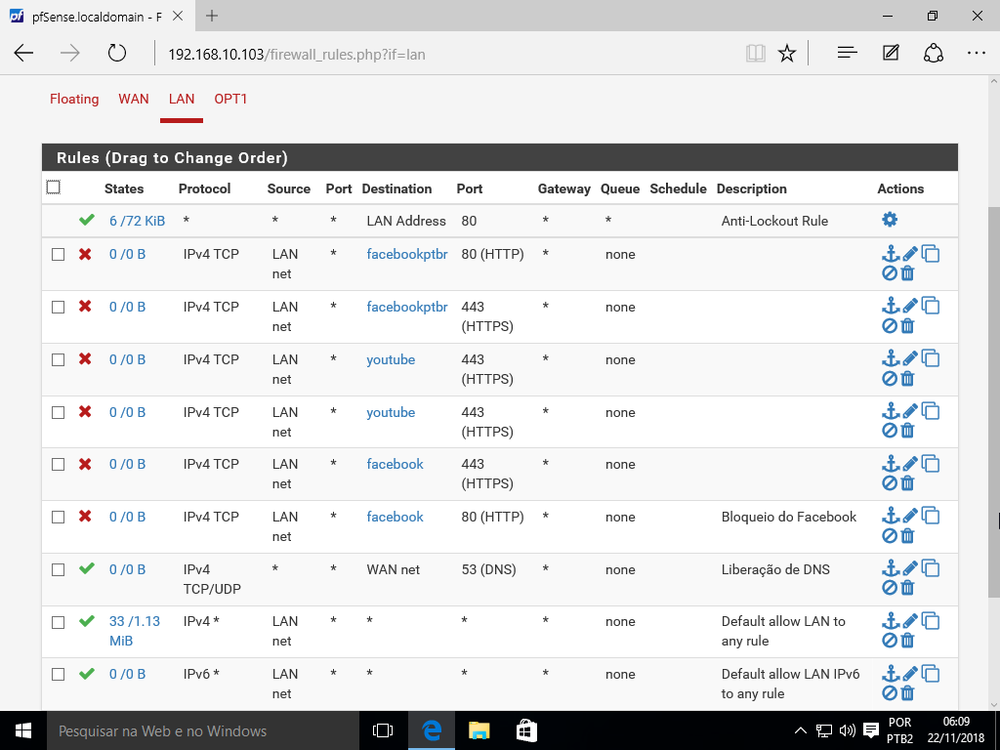 pfSense.localdomain - F
192.168.10.103/firewall_rules.php?if=lan
Floating WAN LAN OPT1
Rules (Drag to Change Order)
States Protocol Source Port Destination Port Gateway Queue Schedule Description Actions
6 /72 KiB * * * LAN Address 80 * * Anti-Lockout Rule
0 /0 B IPv4 TCP LAN * facebookptbr 80 (HTTP) * none
net
0 /0 B IPv4 TCP LAN * facebookptbr 443 * none
net (HTTPS)
0 /0 B IPv4 TCP LAN * youtube 443 * none
net (HTTPS)
0 /0 B IPv4 TCP LAN * youtube 443 * none
net (HTTPS)
0 /0 B IPv4 TCP LAN * facebook 443 * none
net (HTTPS)
0 /0 B IPv4 TCP LAN * facebook 80 (HTTP) * none Bloqueio do Facebook
net
0 /0 B IPv4 * * WAN net 53 (DNS) * none Liberação de DNS
TCP/UDP
33 /1.13 IPv4 * LAN * * * * none Default allow LAN to
MiB net any rule
0 /0 B IPv6 * LAN * * * * none Default allow LAN IPv6
net to any rule
Pesquisar na Web e no Windows
POR 06:09
PTB2 22/11/2018